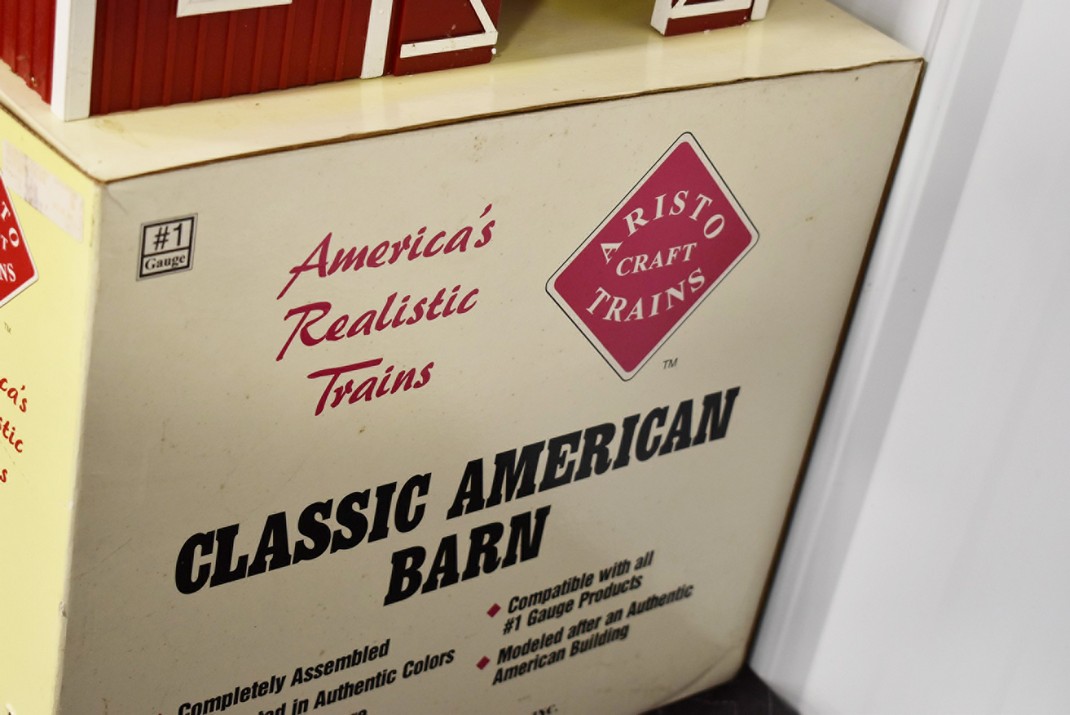 #1
Gauge
America's
Realistic
Trains
ARISTO
CRAFT
TRAINS
TM
CLASSIC AMERICAN
BARN
Completely Assembled
in Authentic Colors
Compatible with all
#1 Gauge Products
Modeled after an Authentic
American Building